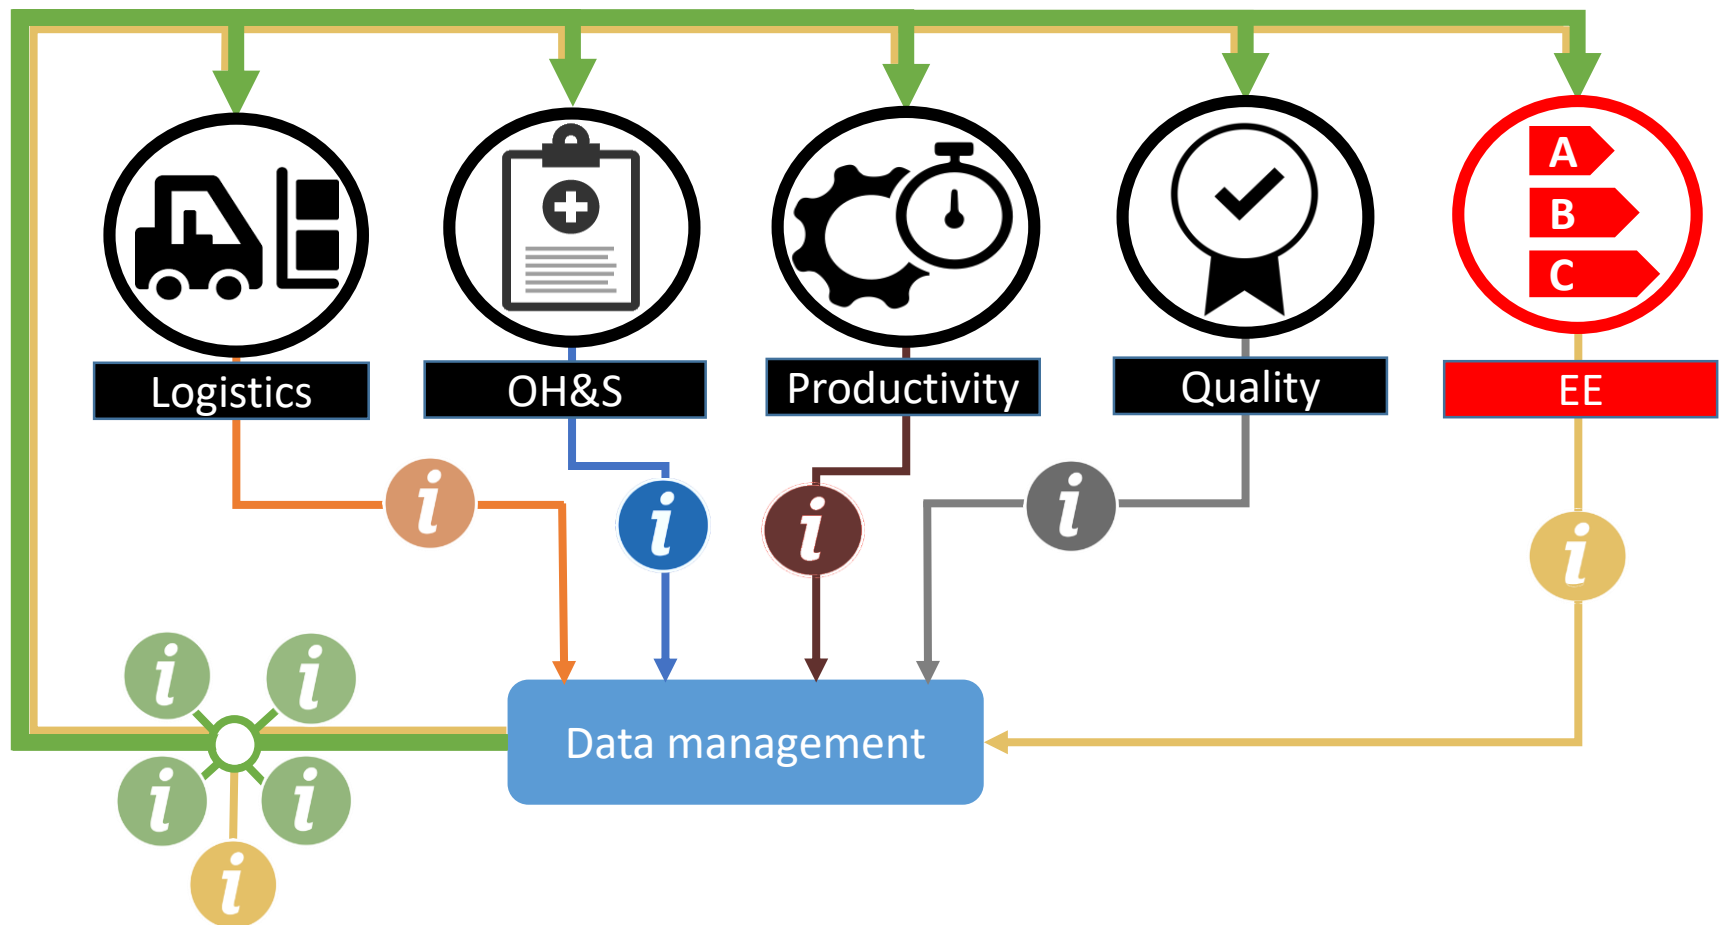 A
B
C
Logistics
OH&S
Productivity
Quality
EE
i
i
i
i
i
i
i
Data management
i
i
i